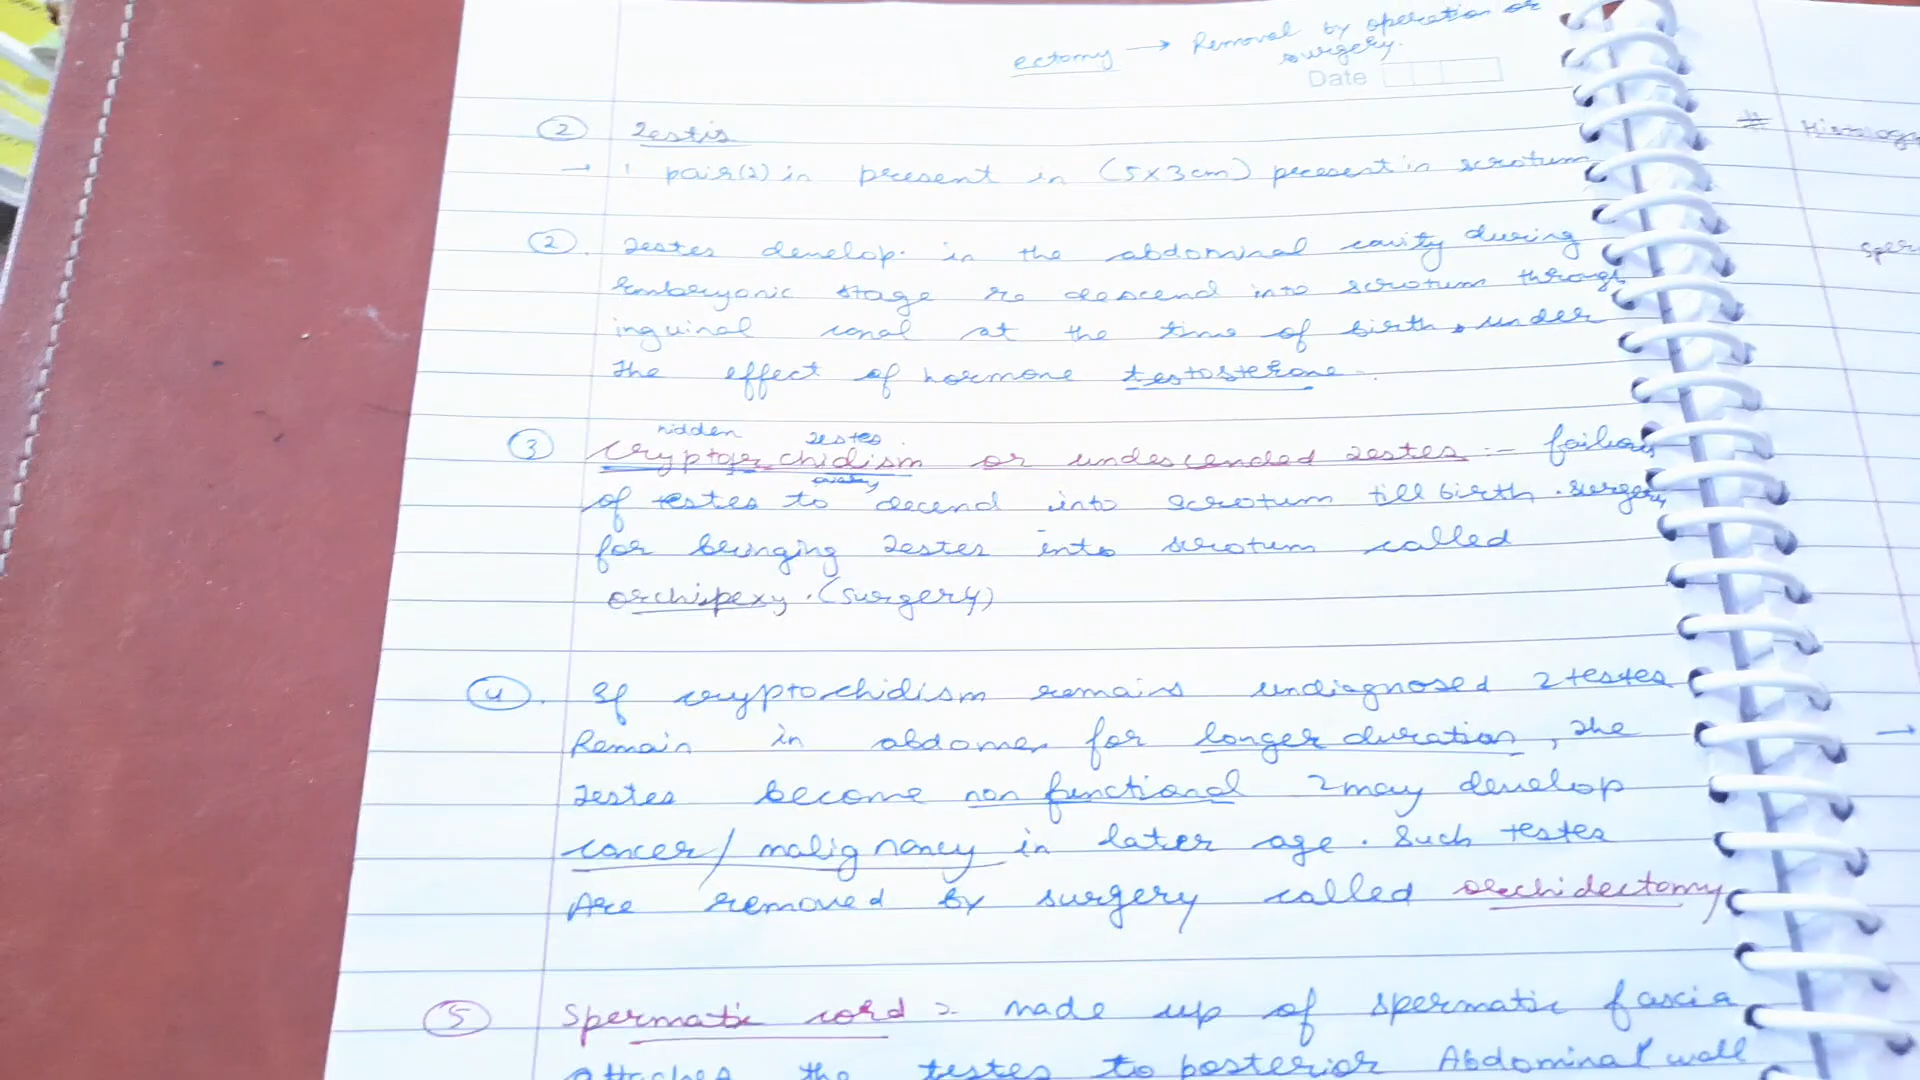 ectomy → Removal by operation or
surgery.
Date
② Testis
→ 1 pair(2) in present in (5x3cm) present in scrotum
②. Testes develop in the abdominal cavity during
Embryonic stage & descend into scrotum through
inguinal canal at the time of birth, under
the effect of hormone testosterone.
hidden testes.
③ Cryptorchidism or undescended testes :- failure
of testes to decend into scrotum till birth. surgery
for bringing Testes into scrotum called
orchipexy. (surgery)
④. If cryptochidism remains undiagnosed & testes
Remain in abdomen for longer duration, the
testes become non functional & may develop
cancer/malignancy in later age. Such testes
Are removed by surgery called orchidectomy
⑤ Spermatic cord = made up of spermatic fascia
attaches the testes to posterior Abdominal wall
# Histology
Sper
→